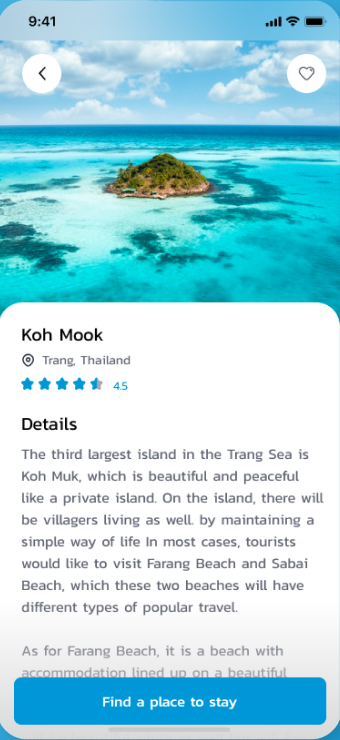 9:41
Koh Mook
Trang, Thailand
4.5
Details
The third largest island in the Trang Sea is
Koh Muk, which is beautiful and peaceful
like a private island. On the island, there will
be villagers living as well. by maintaining a
simple way of life In most cases, tourists
would like to visit Farang Beach and Sabai
Beach, which these two beaches will have
different types of popular travel.
As for Farang Beach, it is a beach with
accommodation lined up on a beautiful
Find a place to stay